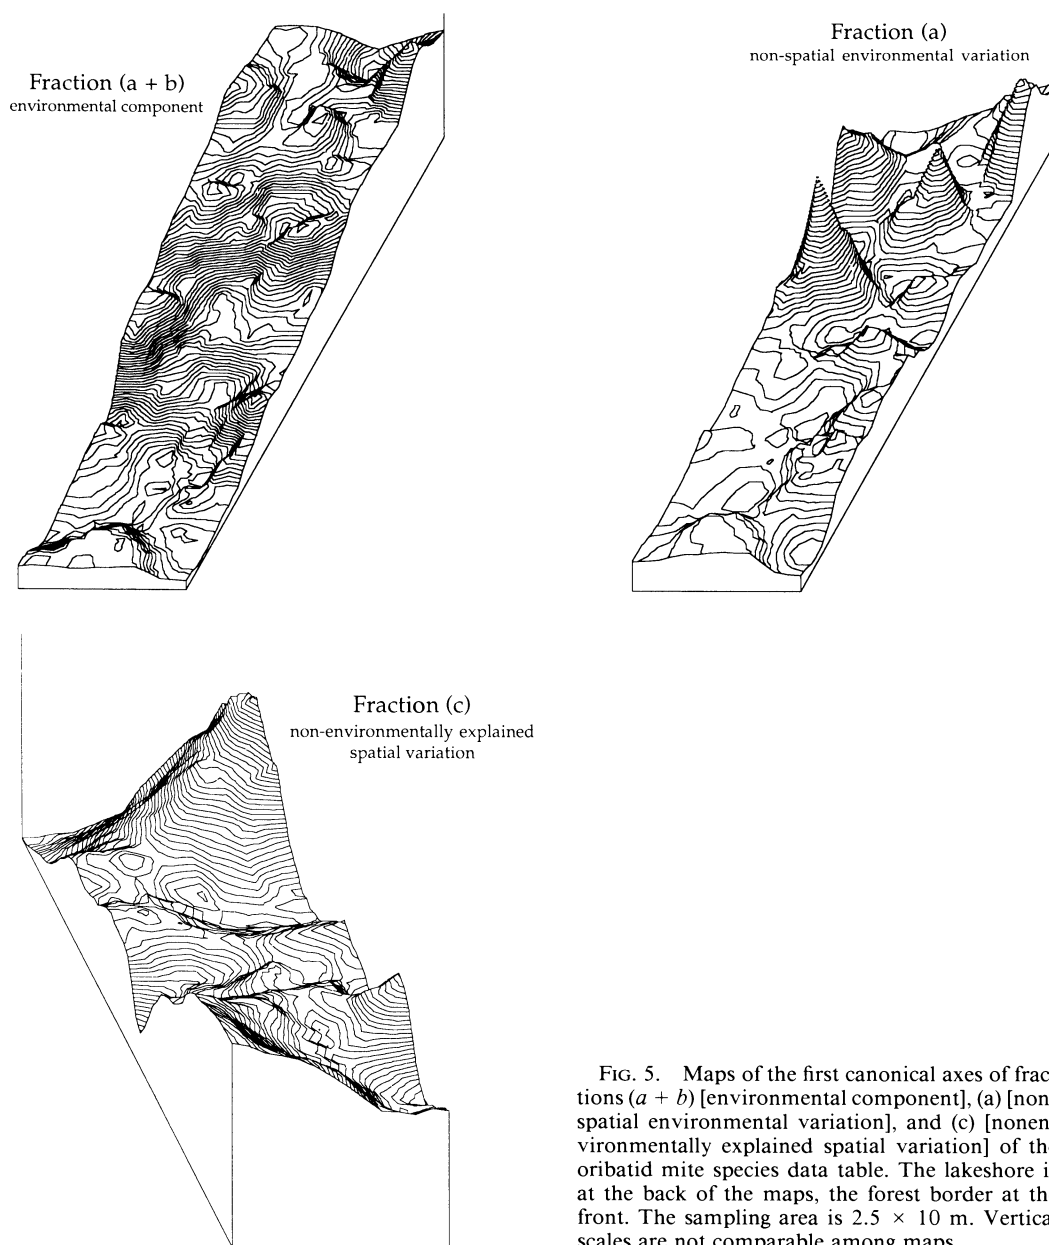 Fraction (a + b)
environmental component
Fraction (a)
non-spatial environmental variation
Fraction (c)
non-environmentally explained
spatial variation
FIG. 5. Maps of the first canonical axes of frac
tions (a + b) [environmental component], (a) [non
spatial environmental variation], and (c) [nonen
vironmentally explained spatial variation] of th
oribatid mite species data table. The lakeshore i
at the back of the maps, the forest border at th
front. The sampling area is 2.5 × 10 m. Vertica
scales are not comparable among maps